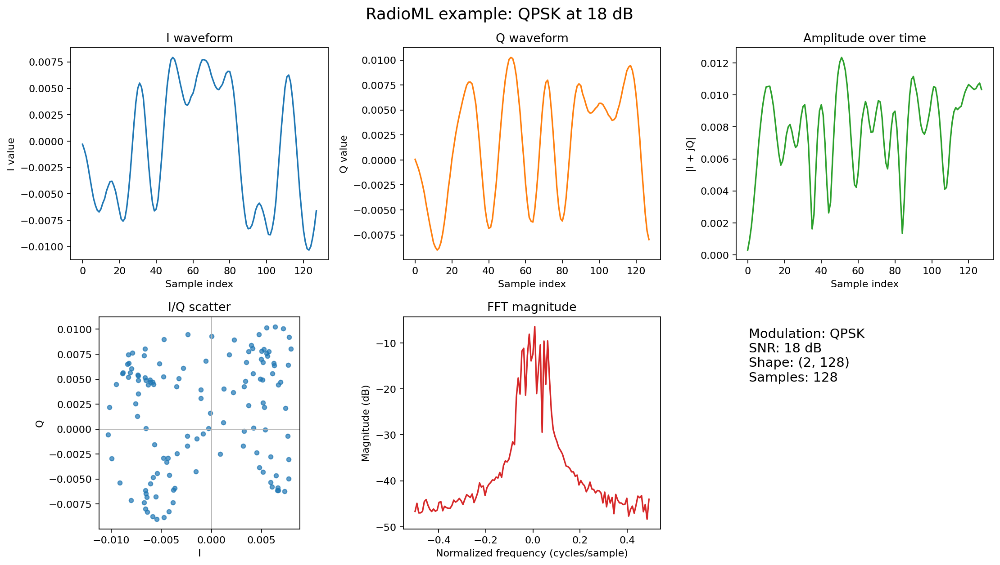 RadioML example: QPSK at 18 dB
I waveform
0.0075
0.0050
0.0025
0.0000
−0.0025
−0.0050
−0.0075
−0.0100
I value
0 20 40 60 80 100 120
Sample index
Q waveform
0.0100
0.0075
0.0050
0.0025
0.0000
−0.0025
−0.0050
−0.0075
Q value
0 20 40 60 80 100 120
Sample index
Amplitude over time
0.012
0.010
0.008
0.006
0.004
0.002
0.000
|I + jQ|
0 20 40 60 80 100 120
Sample index
I/Q scatter
0.0100
0.0075
0.0050
0.0025
0.0000
−0.0025
−0.0050
−0.0075
Q
−0.010 −0.005 0.000 0.005
I
FFT magnitude
−10
−20
−30
−40
−50
Magnitude (dB)
−0.4 −0.2 0.0 0.2 0.4
Normalized frequency (cycles/sample)
Modulation: QPSK
SNR: 18 dB
Shape: (2, 128)
Samples: 128